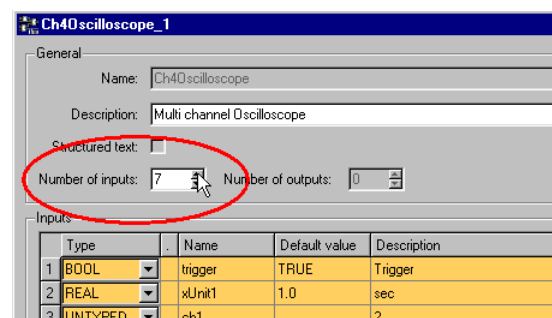 Ch4Oscilloscope_1
General
Name: Ch4Oscilloscope
Description: Multi channel Oscilloscope
Structured text:
Number of inputs: 7 Number of outputs: 0
Inputs
Type . Name Default value Description
1 BOOL trigger TRUE Trigger
2 REAL xUnit1 1.0 sec
3 UNTYPED ch1 2